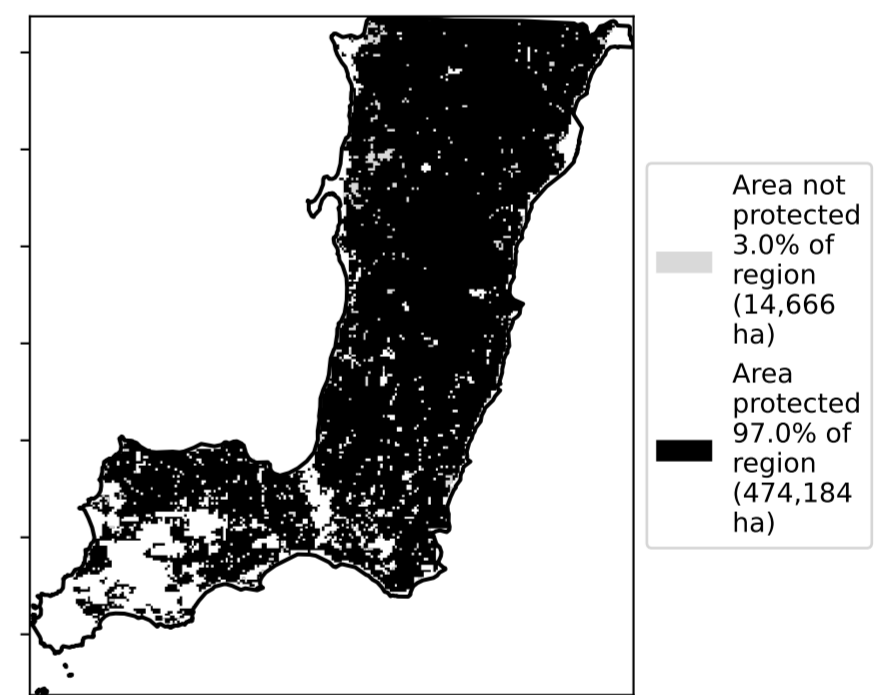 Area not
protected
3.0% of
region
(14,666
ha)
Area
protected
97.0% of
region
(474,184
ha)